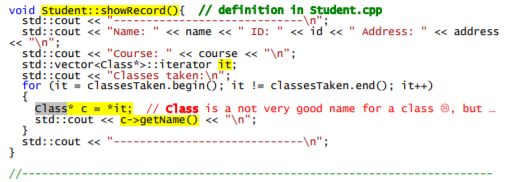 void Student::showRecord(){  // definition in Student.cpp
  std::cout << "----------------------------\n";
  std::cout << "Name: " << name << " ID: " << id << " Address: " << address
<< "\n";
  std::cout << "Course: " << course << "\n";
  std::vector<Class*>::iterator it;
  std::cout << "Classes taken:\n";
  for (it = classesTaken.begin(); it != classesTaken.end(); it++)
  {
    Class* c = *it;  // Class is a not very good name for a class ☹, but …
    std::cout << c->getName() << "\n";
  }
  std::cout << "----------------------------\n";
}
//----------------------------------------------------------------